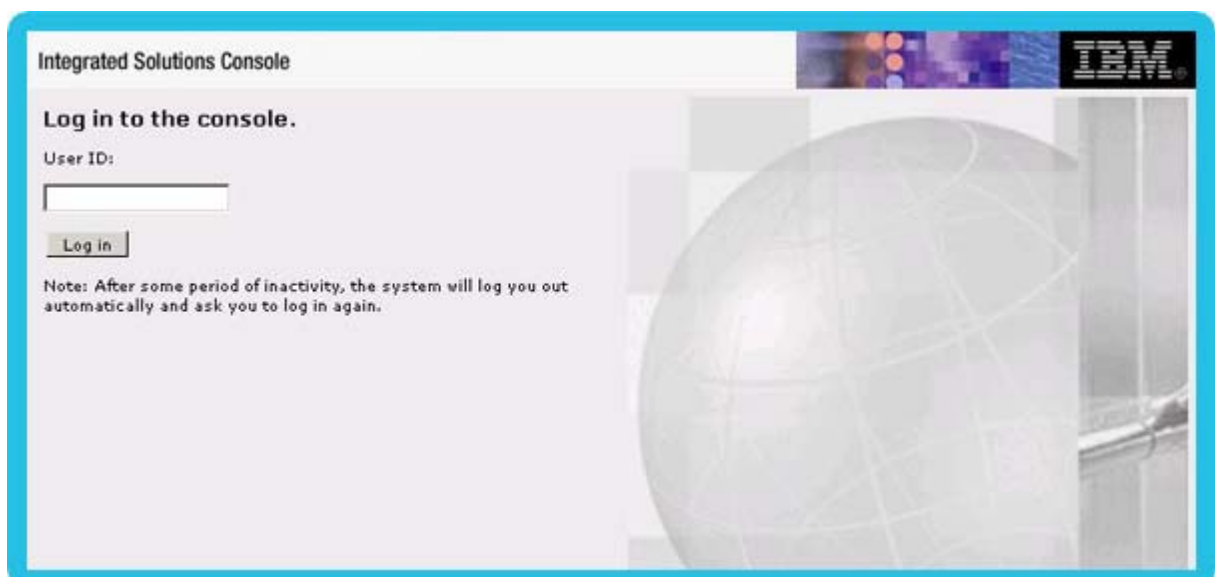 Integrated Solutions Console
IBM®
Log in to the console.
User ID:
Log in
Note: After some period of inactivity, the system will log you out
automatically and ask you to log in again.